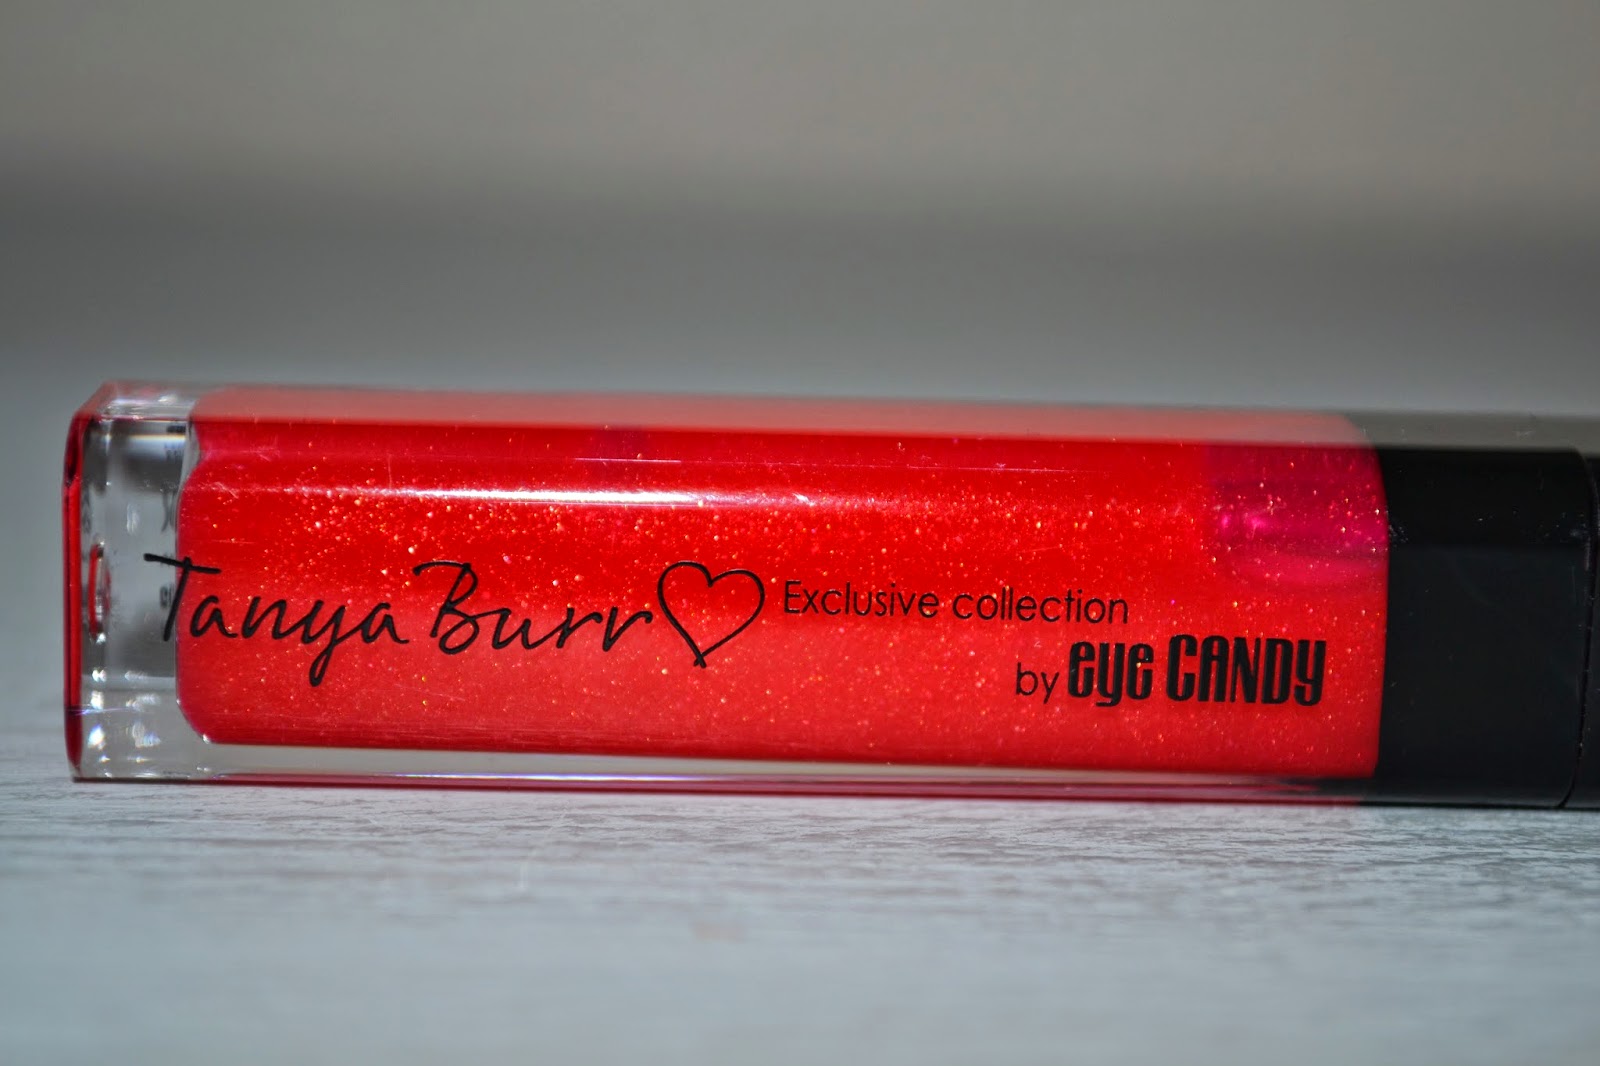 Tanya Burr Exclusive collection
by eye CANDY